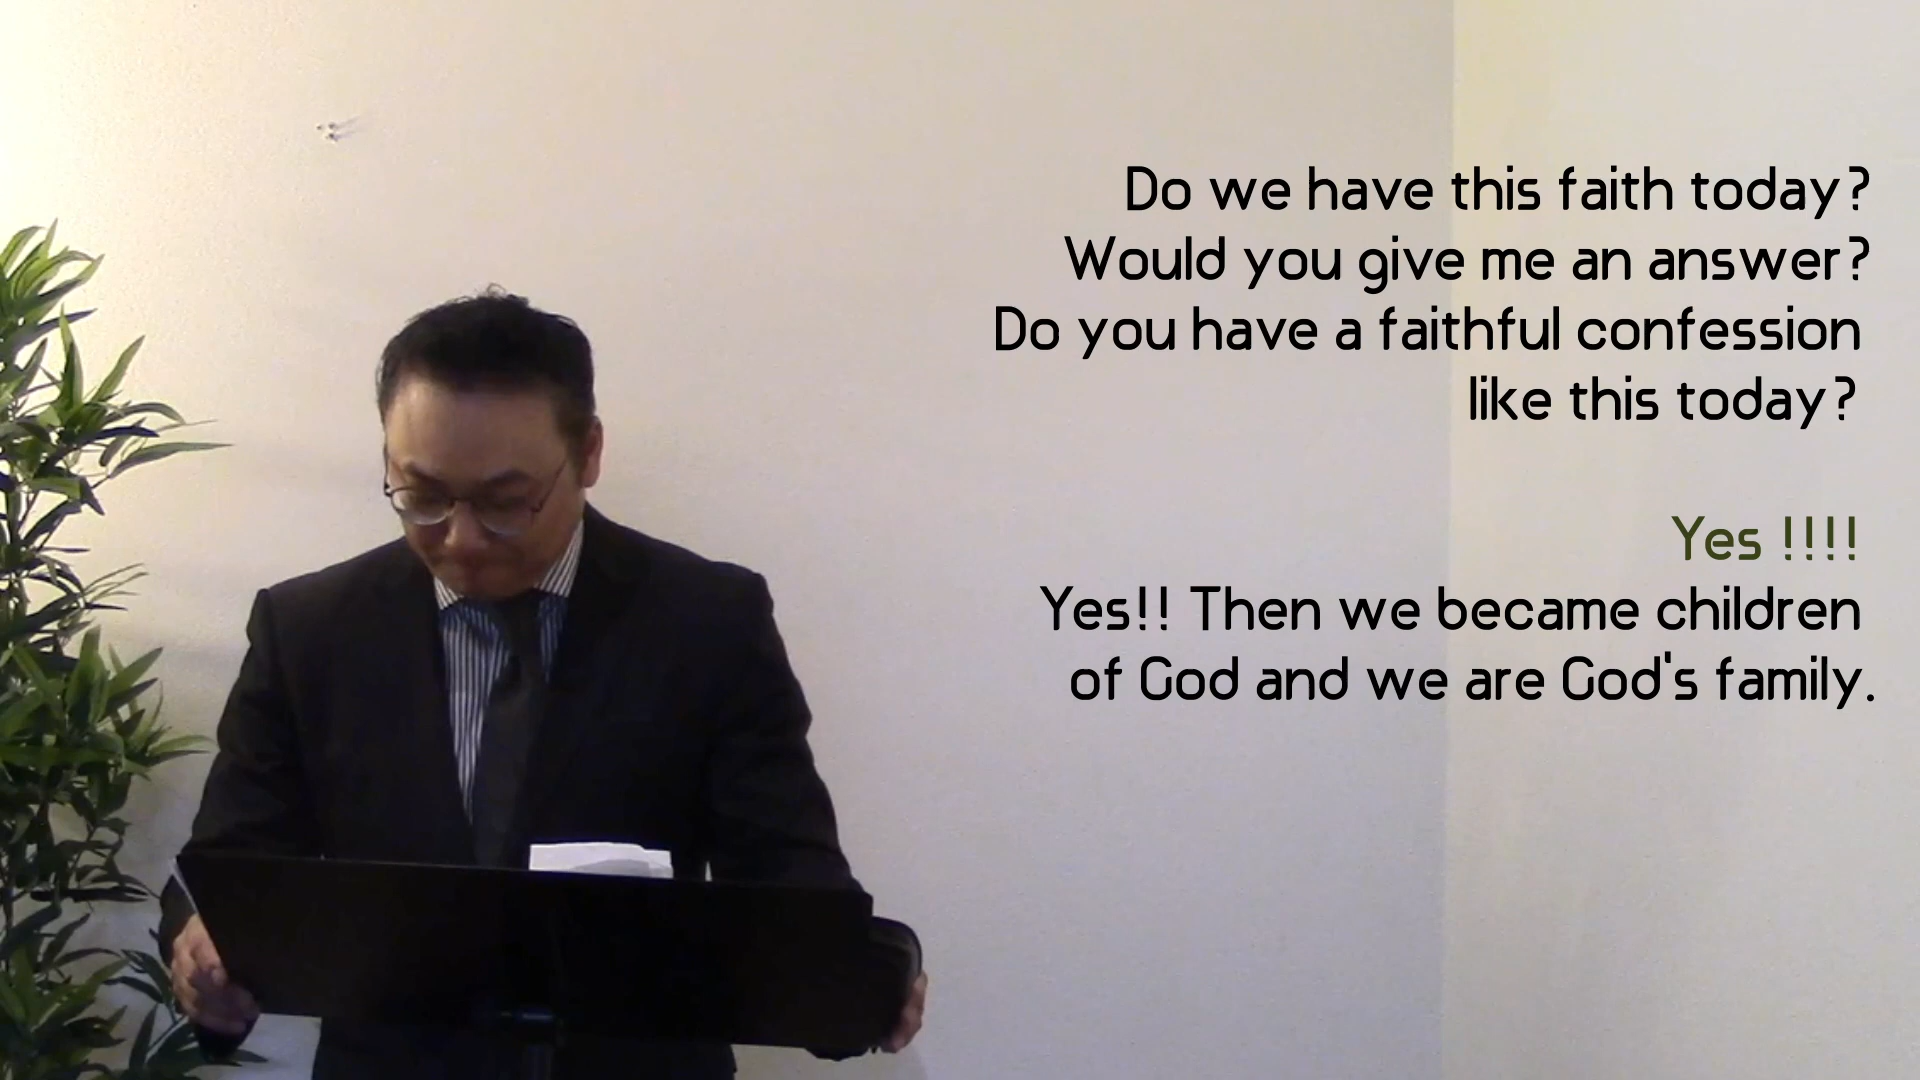 Do we have this faith today?
Would you give me an answer?
Do you have a faithful confession
like this today?
Yes !!!!
Yes!! Then we became children
of God and we are God's family.